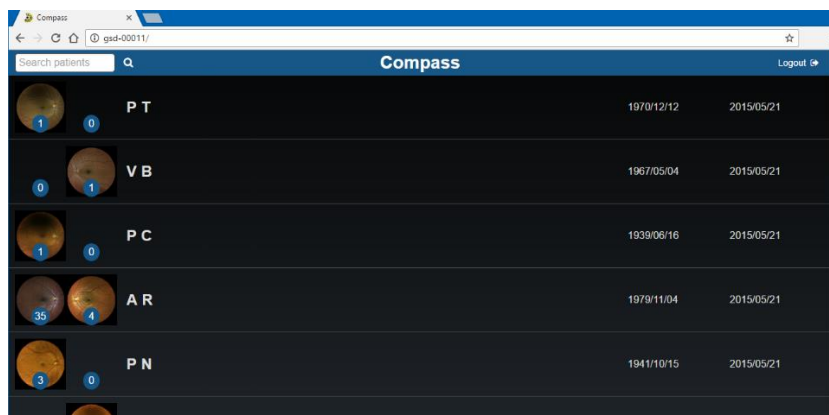 Compass
gsd-00011/
Search patients Compass Logout
1 0 P T 1970/12/12 2015/05/21
0 1 V B 1967/05/04 2015/05/21
1 0 P C 1939/06/16 2015/05/21
35 4 A R 1979/11/04 2015/05/21
3 0 P N 1941/10/15 2015/05/21